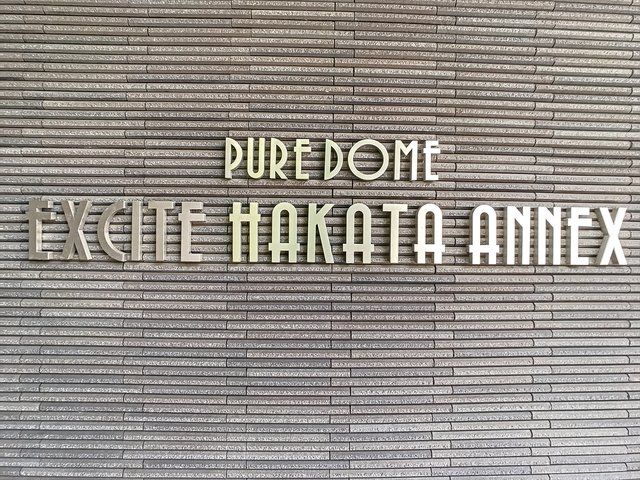 PURE DOME
EXCITE HAKATA ANNEX